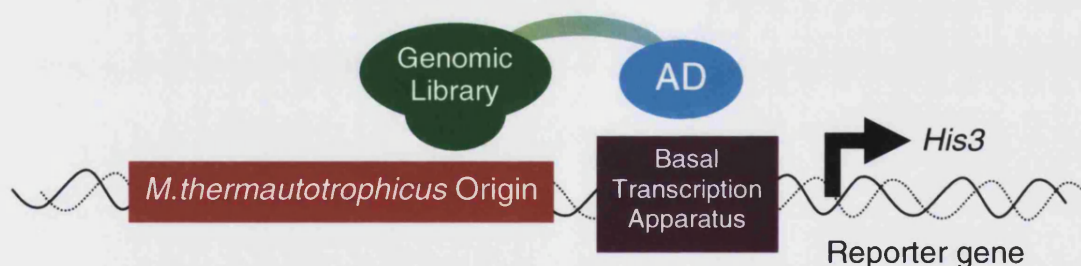 Genomic
Library
AD
His3
M.thermautotrophicus Origin
Basal
Transcription
Apparatus
Reporter gene